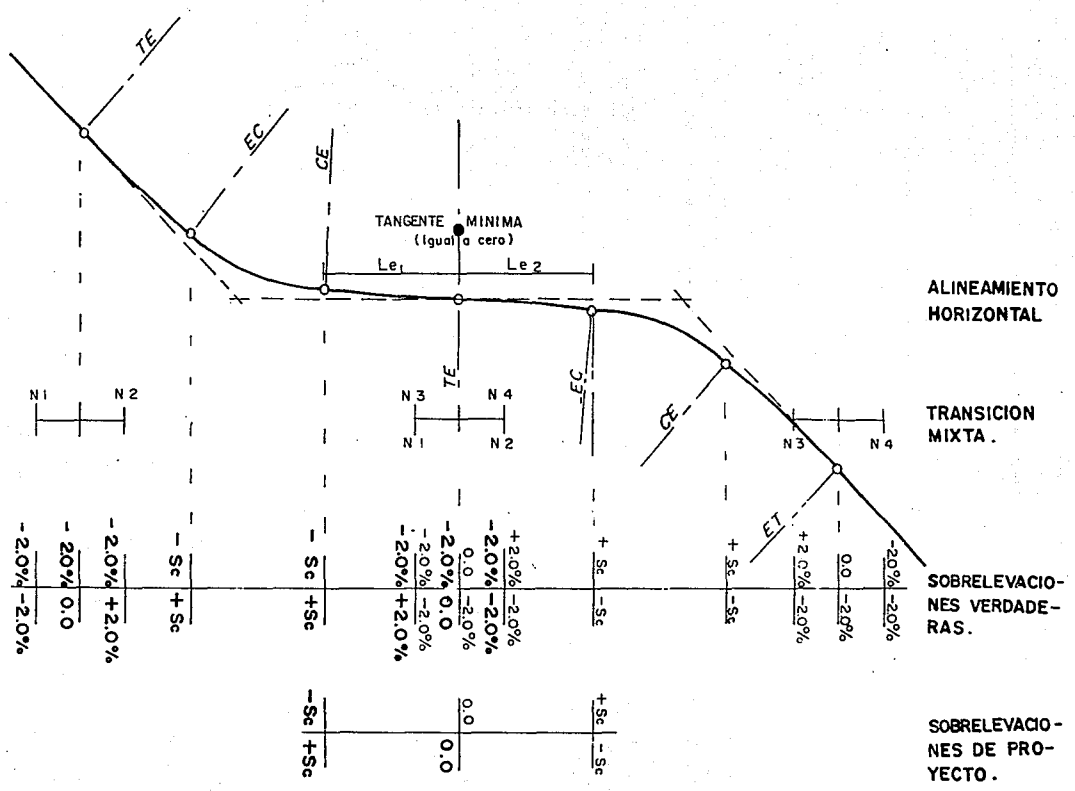 TE
EC
CE
TANGENTE MINIMA
(Igual a cero)
Le1
Le2
ALINEAMIENTO
HORIZONTAL
TE
EC
CE
ET
N1
N2
N3
N4
N1
N2
N3
N4
TRANSICION
MIXTA.
-2.0%
-2.0%
-2.0%
0.0
-2.0%
+2.0%
-Sc
+Sc
-Sc
+Sc
-2.0%
+2.0%
-2.0%
-2.0%
-2.0%
0.0
0.0
-2.0%
-2.0%
-2.0%
+2.0%
-2.0%
+Sc
-Sc
+Sc
-Sc
+2.0%
-2.0%
0.0
-2.0%
-2.0%
-2.0%
SOBRELEVACIO-
NES VERDADE-
RAS.
-Sc
+Sc
0.0
0.0
+Sc
-Sc
SOBRELEVACIO-
NES DE PRO-
YECTO.